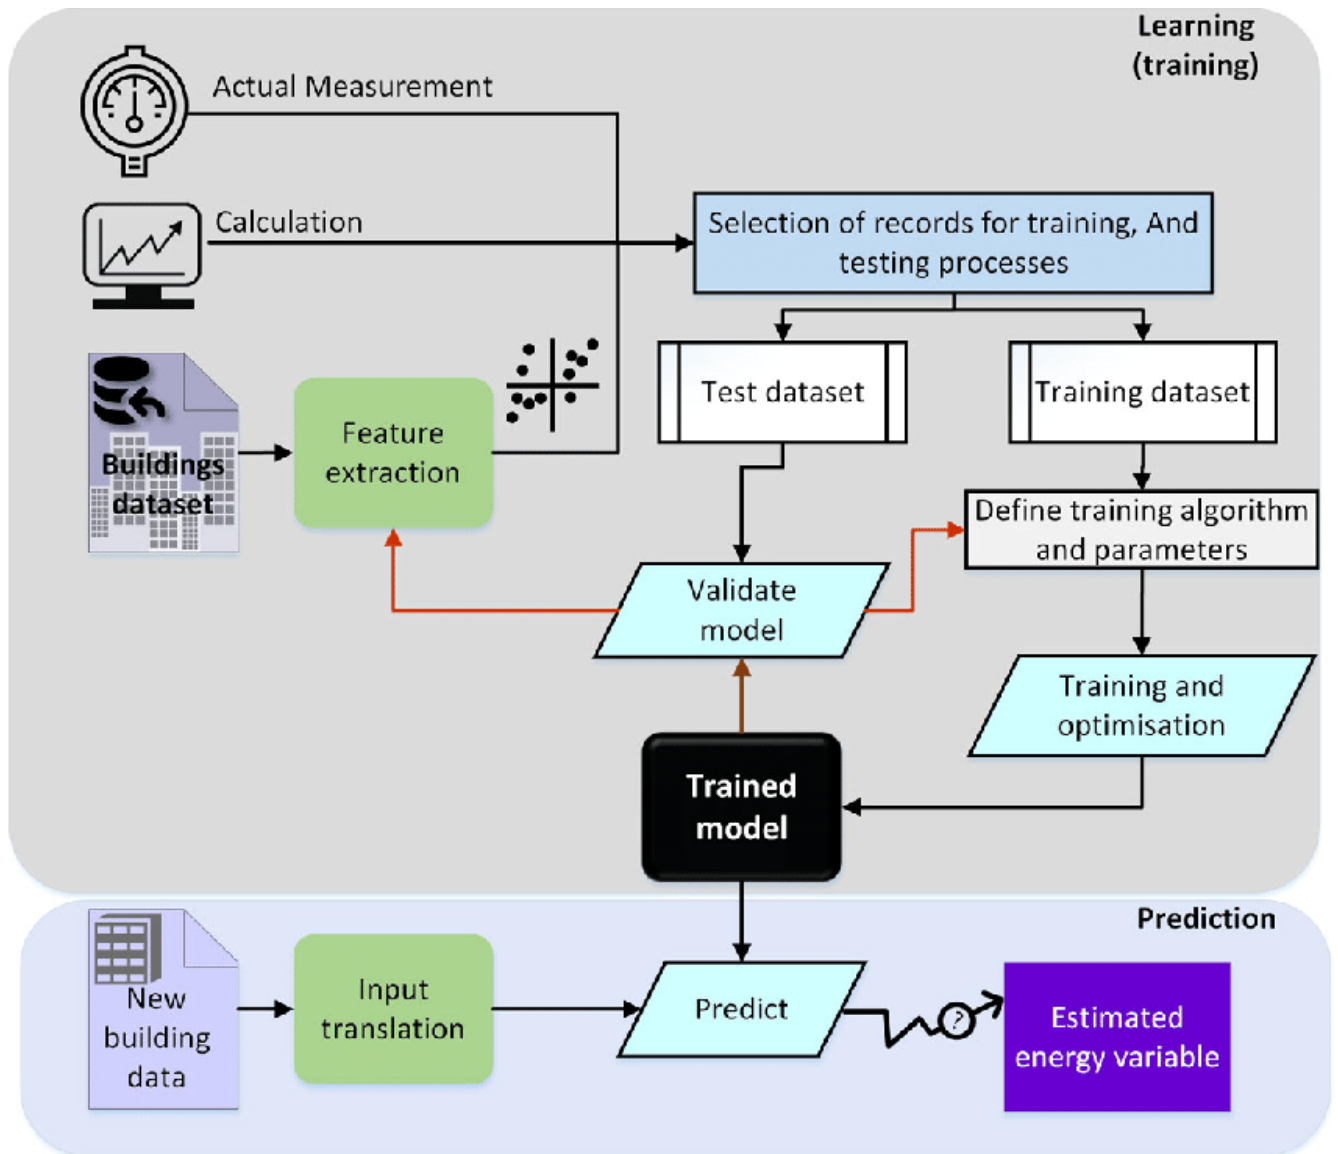 Learning
(training)
Actual Measurement
Calculation
Selection of records for training, And
testing processes
Buildings
dataset
Feature
extraction
Test dataset
Training dataset
Define training algorithm
and parameters
Validate
model
Training and
optimisation
Trained
model
Prediction
New
building
data
Input
translation
Predict
?
Estimated
energy variable